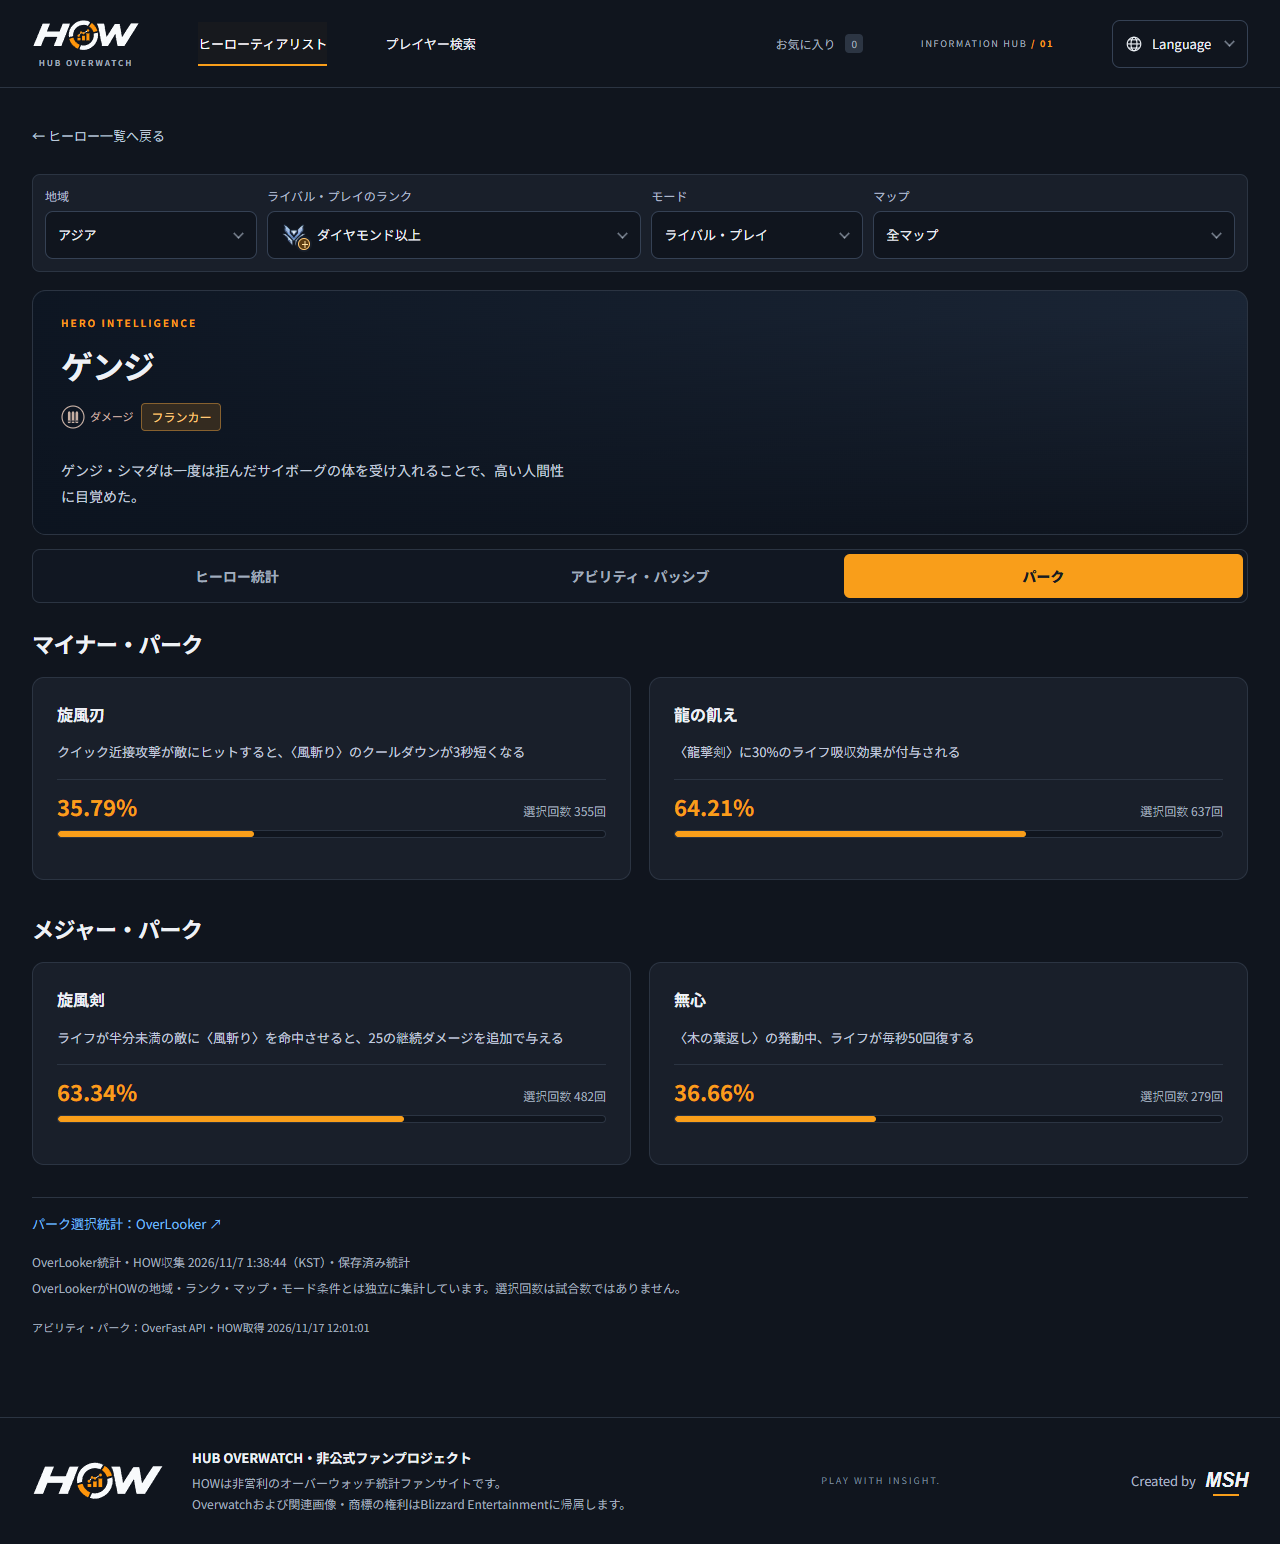 HOW
HUB OVERWATCH
ヒーローティアリスト
プレイヤー検索
お気に入り 0
INFORMATION HUB / 01
Language
← ヒーロー一覧へ戻る
地域
ライバル・プレイのランク
モード
マップ
アジア
ダイヤモンド以上
ライバル・プレイ
全マップ
HERO INTELLIGENCE
ゲンジ
ダメージ
フランカー
ゲンジ・シマダは一度は拒んだサイボーグの体を受け入れることで、高い人間性
に目覚めた。
ヒーロー統計
アビリティ・パッシブ
パーク
マイナー・パーク
旋風刃
クイック近接攻撃が敵にヒットすると、〈風斬り〉のクールダウンが3秒短くなる
35.79%
選択回数 355回
龍の飢え
〈龍撃剣〉に30%のライフ吸収効果が付与される
64.21%
選択回数 637回
メジャー・パーク
旋風剣
ライフが半分未満の敵に〈風斬り〉を命中させると、25の継続ダメージを追加で与える
63.34%
選択回数 482回
無心
〈木の葉返し〉の発動中、ライフが毎秒50回復する
36.66%
選択回数 279回
パーク選択統計：OverLooker ↗
OverLooker統計・HOW収集 2026/11/7 1:38:44（KST）・保存済み統計
OverLookerがHOWの地域・ランク・マップ・モード条件とは独立に集計しています。選択回数は試合数ではありません。
アビリティ・パーク：OverFast API・HOW取得 2026/11/17 12:01:01
HOW
HUB OVERWATCH・非公式ファンプロジェクト
HOWは非営利のオーバーウォッチ統計ファンサイトです。
Overwatchおよび関連画像・商標の権利はBlizzard Entertainmentに帰属します。
PLAY WITH INSIGHT.
Created by MSH